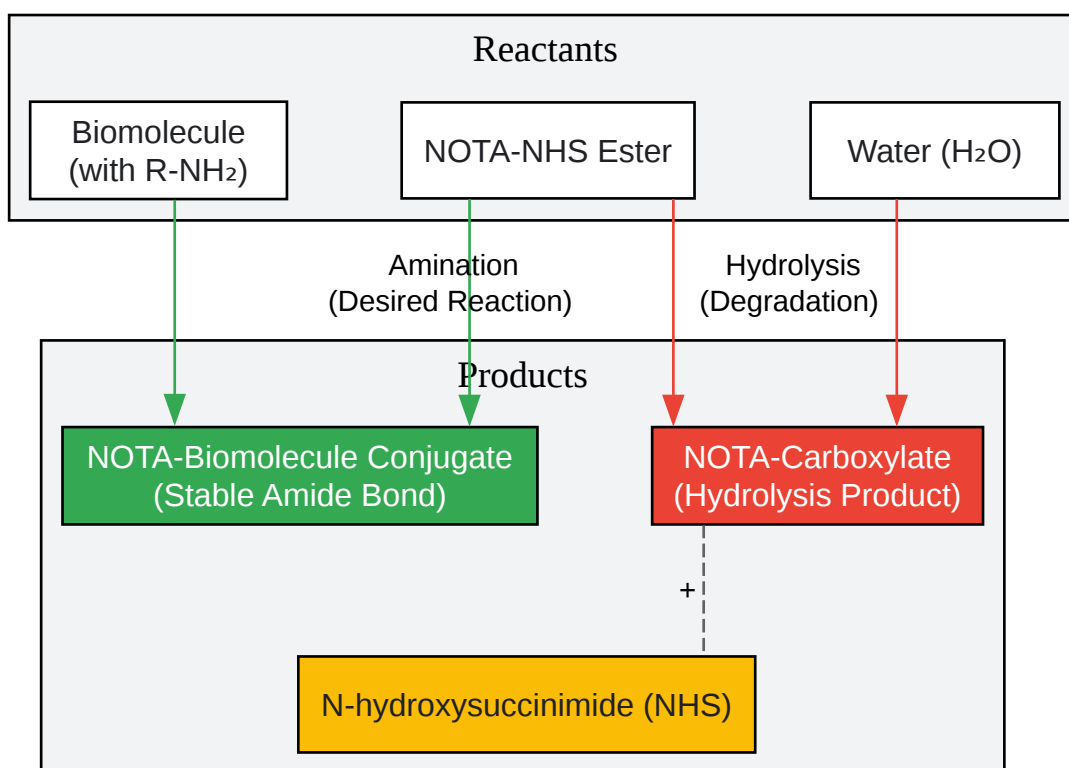 Reactants
Biomolecule
(with R-NH₂)
NOTA-NHS Ester
Water (H₂O)
Amination
(Desired Reaction)
Hydrolysis
(Degradation)
Products
NOTA-Biomolecule Conjugate
(Stable Amide Bond)
NOTA-Carboxylate
(Hydrolysis Product)
+
N-hydroxysuccinimide (NHS)